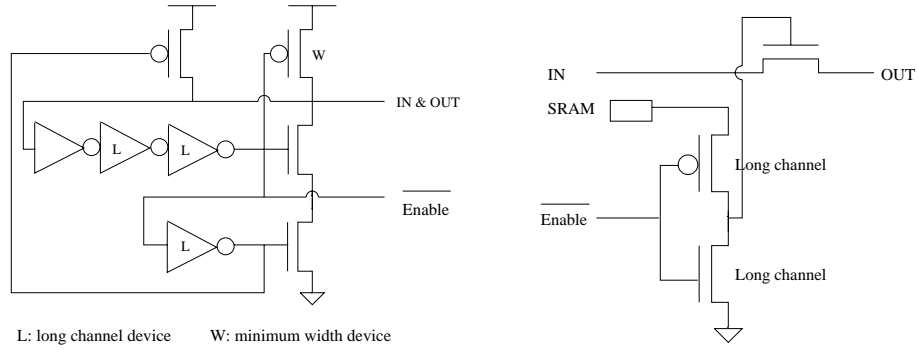 W
IN & OUT
L
L
Enable
L
L: long channel device
W: minimum width device
IN
OUT
SRAM
Long channel
Enable
Long channel